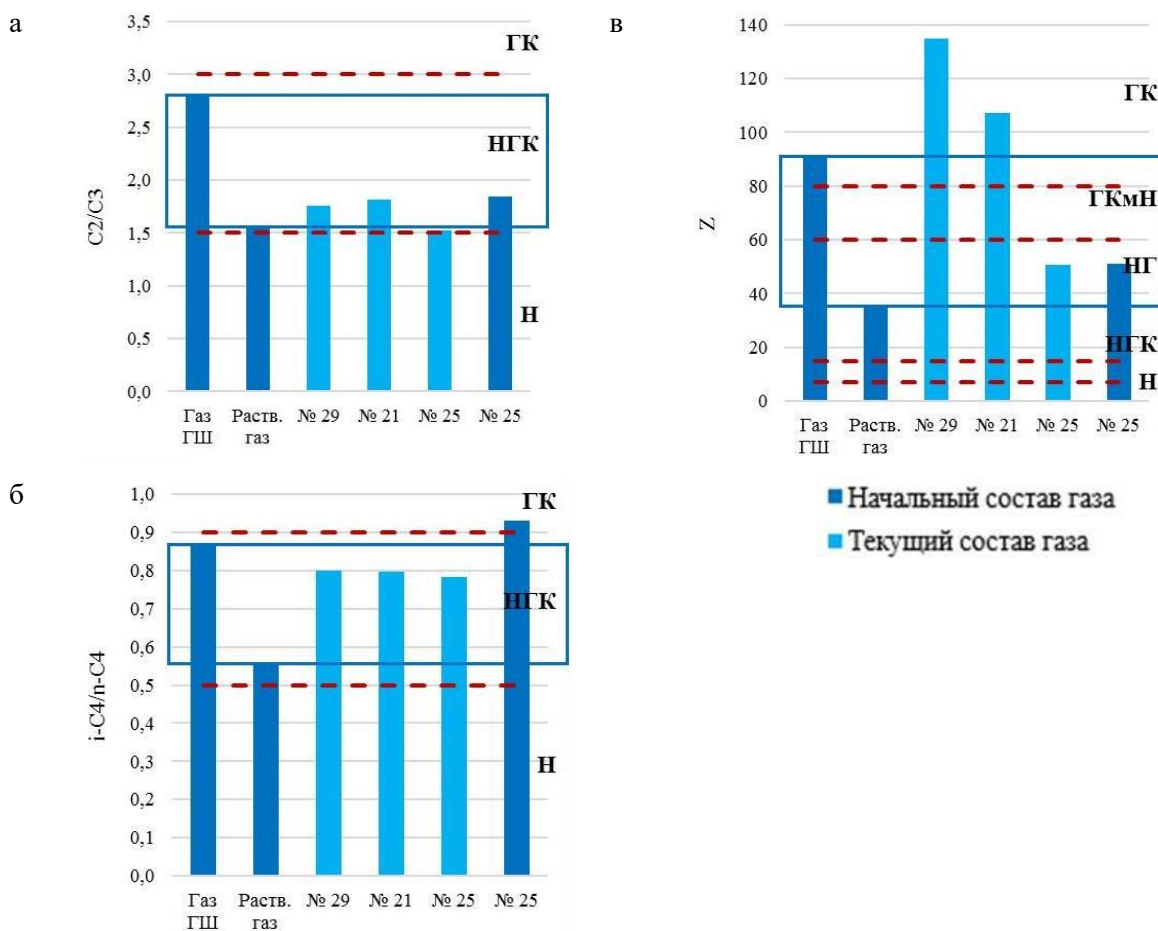 а
3,5
3,0
2,5
2,0
1,5
1,0
0,5
0,0
C2/C3
ГК
НГК
Н
Газ ГШ
Раств. газ
№ 29
№ 21
№ 25
№ 25
в
140
120
100
80
60
40
20
0
Z
ГК
ГКмН
НГ
НГК
Н
Газ ГШ
Раств. газ
№ 29
№ 21
№ 25
№ 25
б
1,0
0,9
0,8
0,7
0,6
0,5
0,4
0,3
0,2
0,1
0,0
i-C4/n-C4
ГК
НГК
Н
Газ ГШ
Раств. газ
№ 29
№ 21
№ 25
№ 25
Начальный состав газа
Текущий состав газа